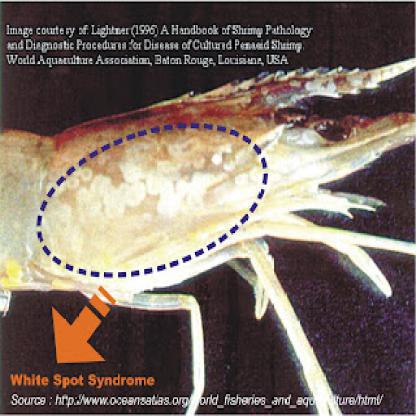 Image courtesy of: Lightner (1996) A Handbook of Shrimp Pathology
and Diagnostic Procedures for Disease of Cultured Penaeid Shrimp.
World Aquaculture Association, Baton Rouge, Louisiana, USA
White Spot Syndrome
Source : http://www.oceansatlas.org/world_fisheries_and_aquaculture/html/